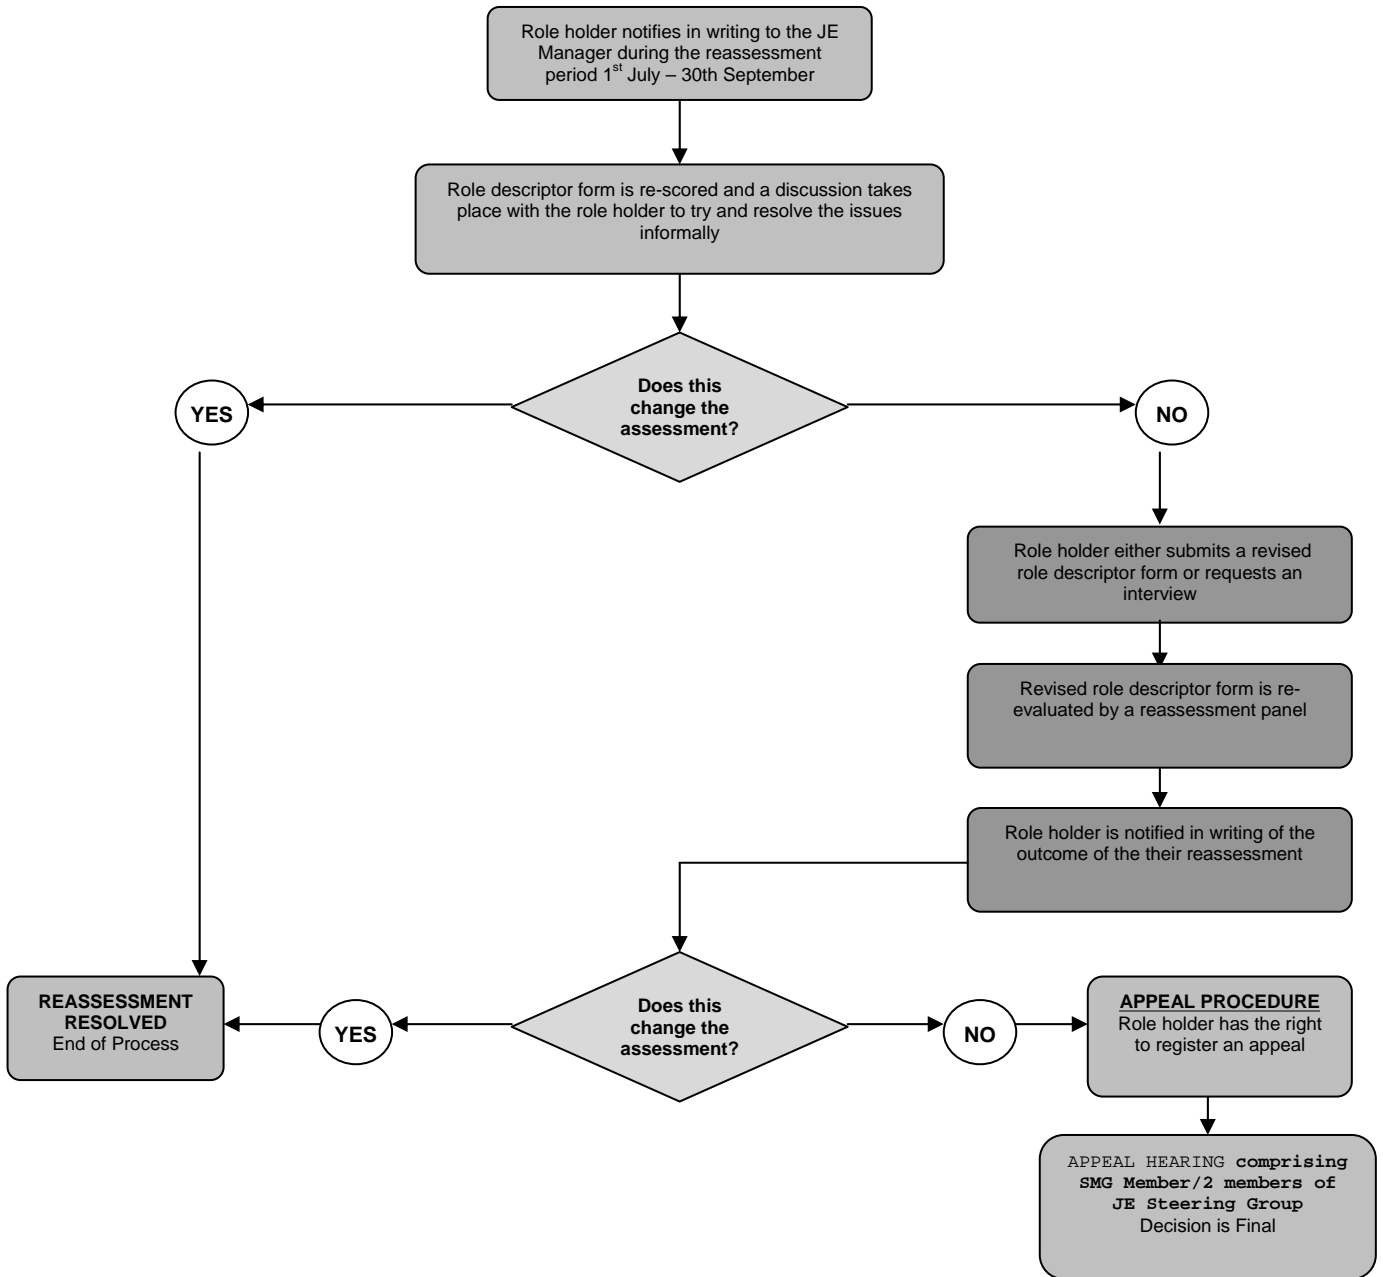 Role holder notifies in writing to the JE
Manager during the reassessment
period 1st July – 30th September
Role descriptor form is re-scored and a discussion takes
place with the role holder to try and resolve the issues
informally
Does this
change the
assessment?
YES
NO
Role holder either submits a revised
role descriptor form or requests an
interview
Revised role descriptor form is re-
evaluated by a reassessment panel
Role holder is notified in writing of the
outcome of the their reassessment
REASSESSMENT
RESOLVED
End of Process
YES
Does this
change the
assessment?
NO
APPEAL PROCEDURE
Role holder has the right
to register an appeal
APPEAL HEARING comprising
SMG Member/2 members of
JE Steering Group
Decision is Final